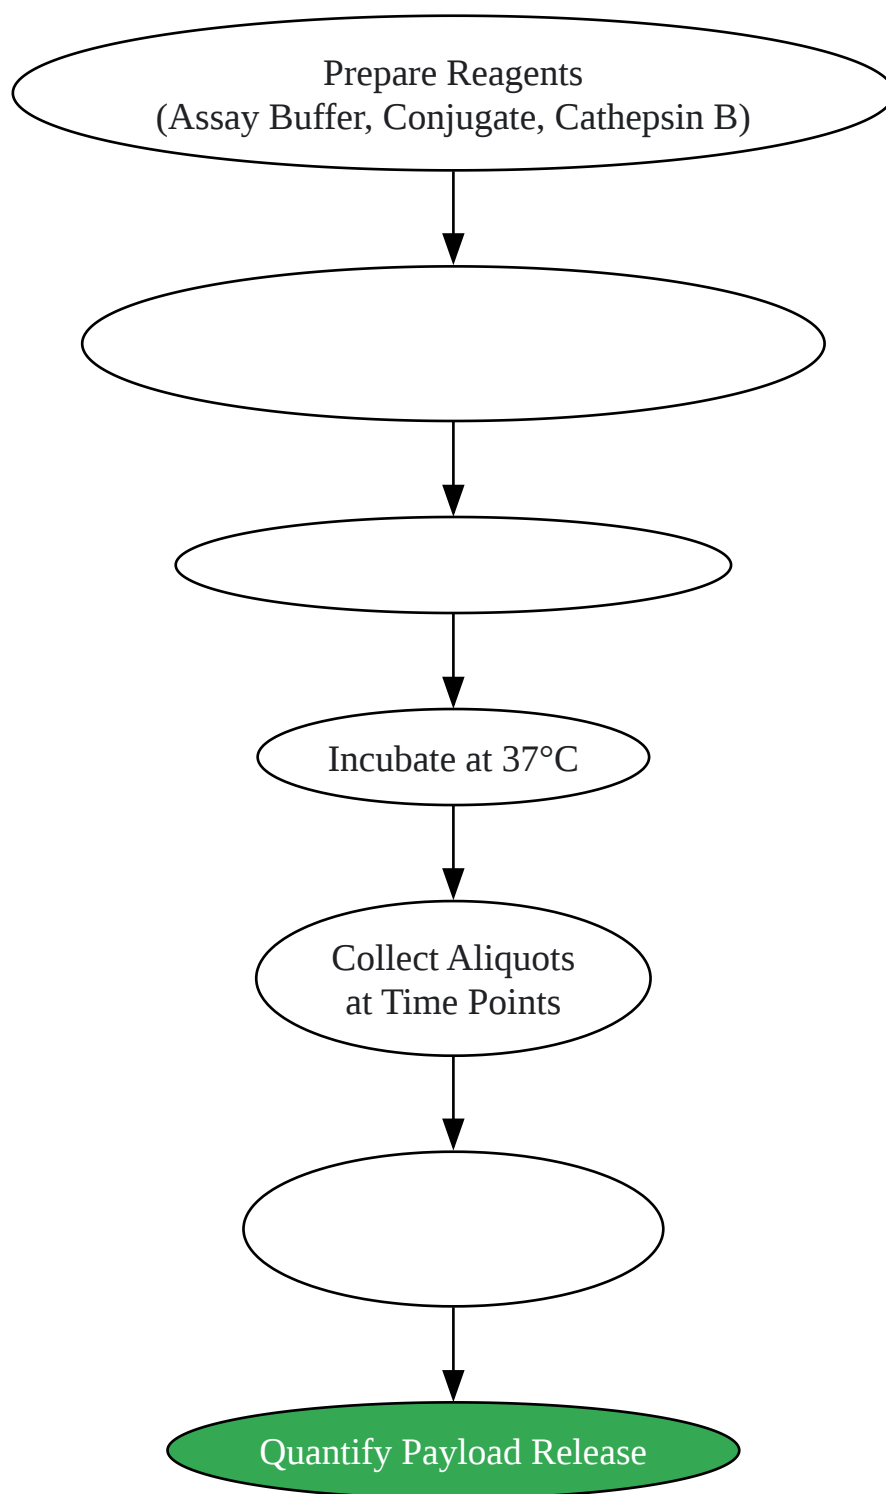 Prepare Reagents
(Assay Buffer, Conjugate, Cathepsin B)
Incubate at 37°C
Collect Aliquots
at Time Points
Quantify Payload Release